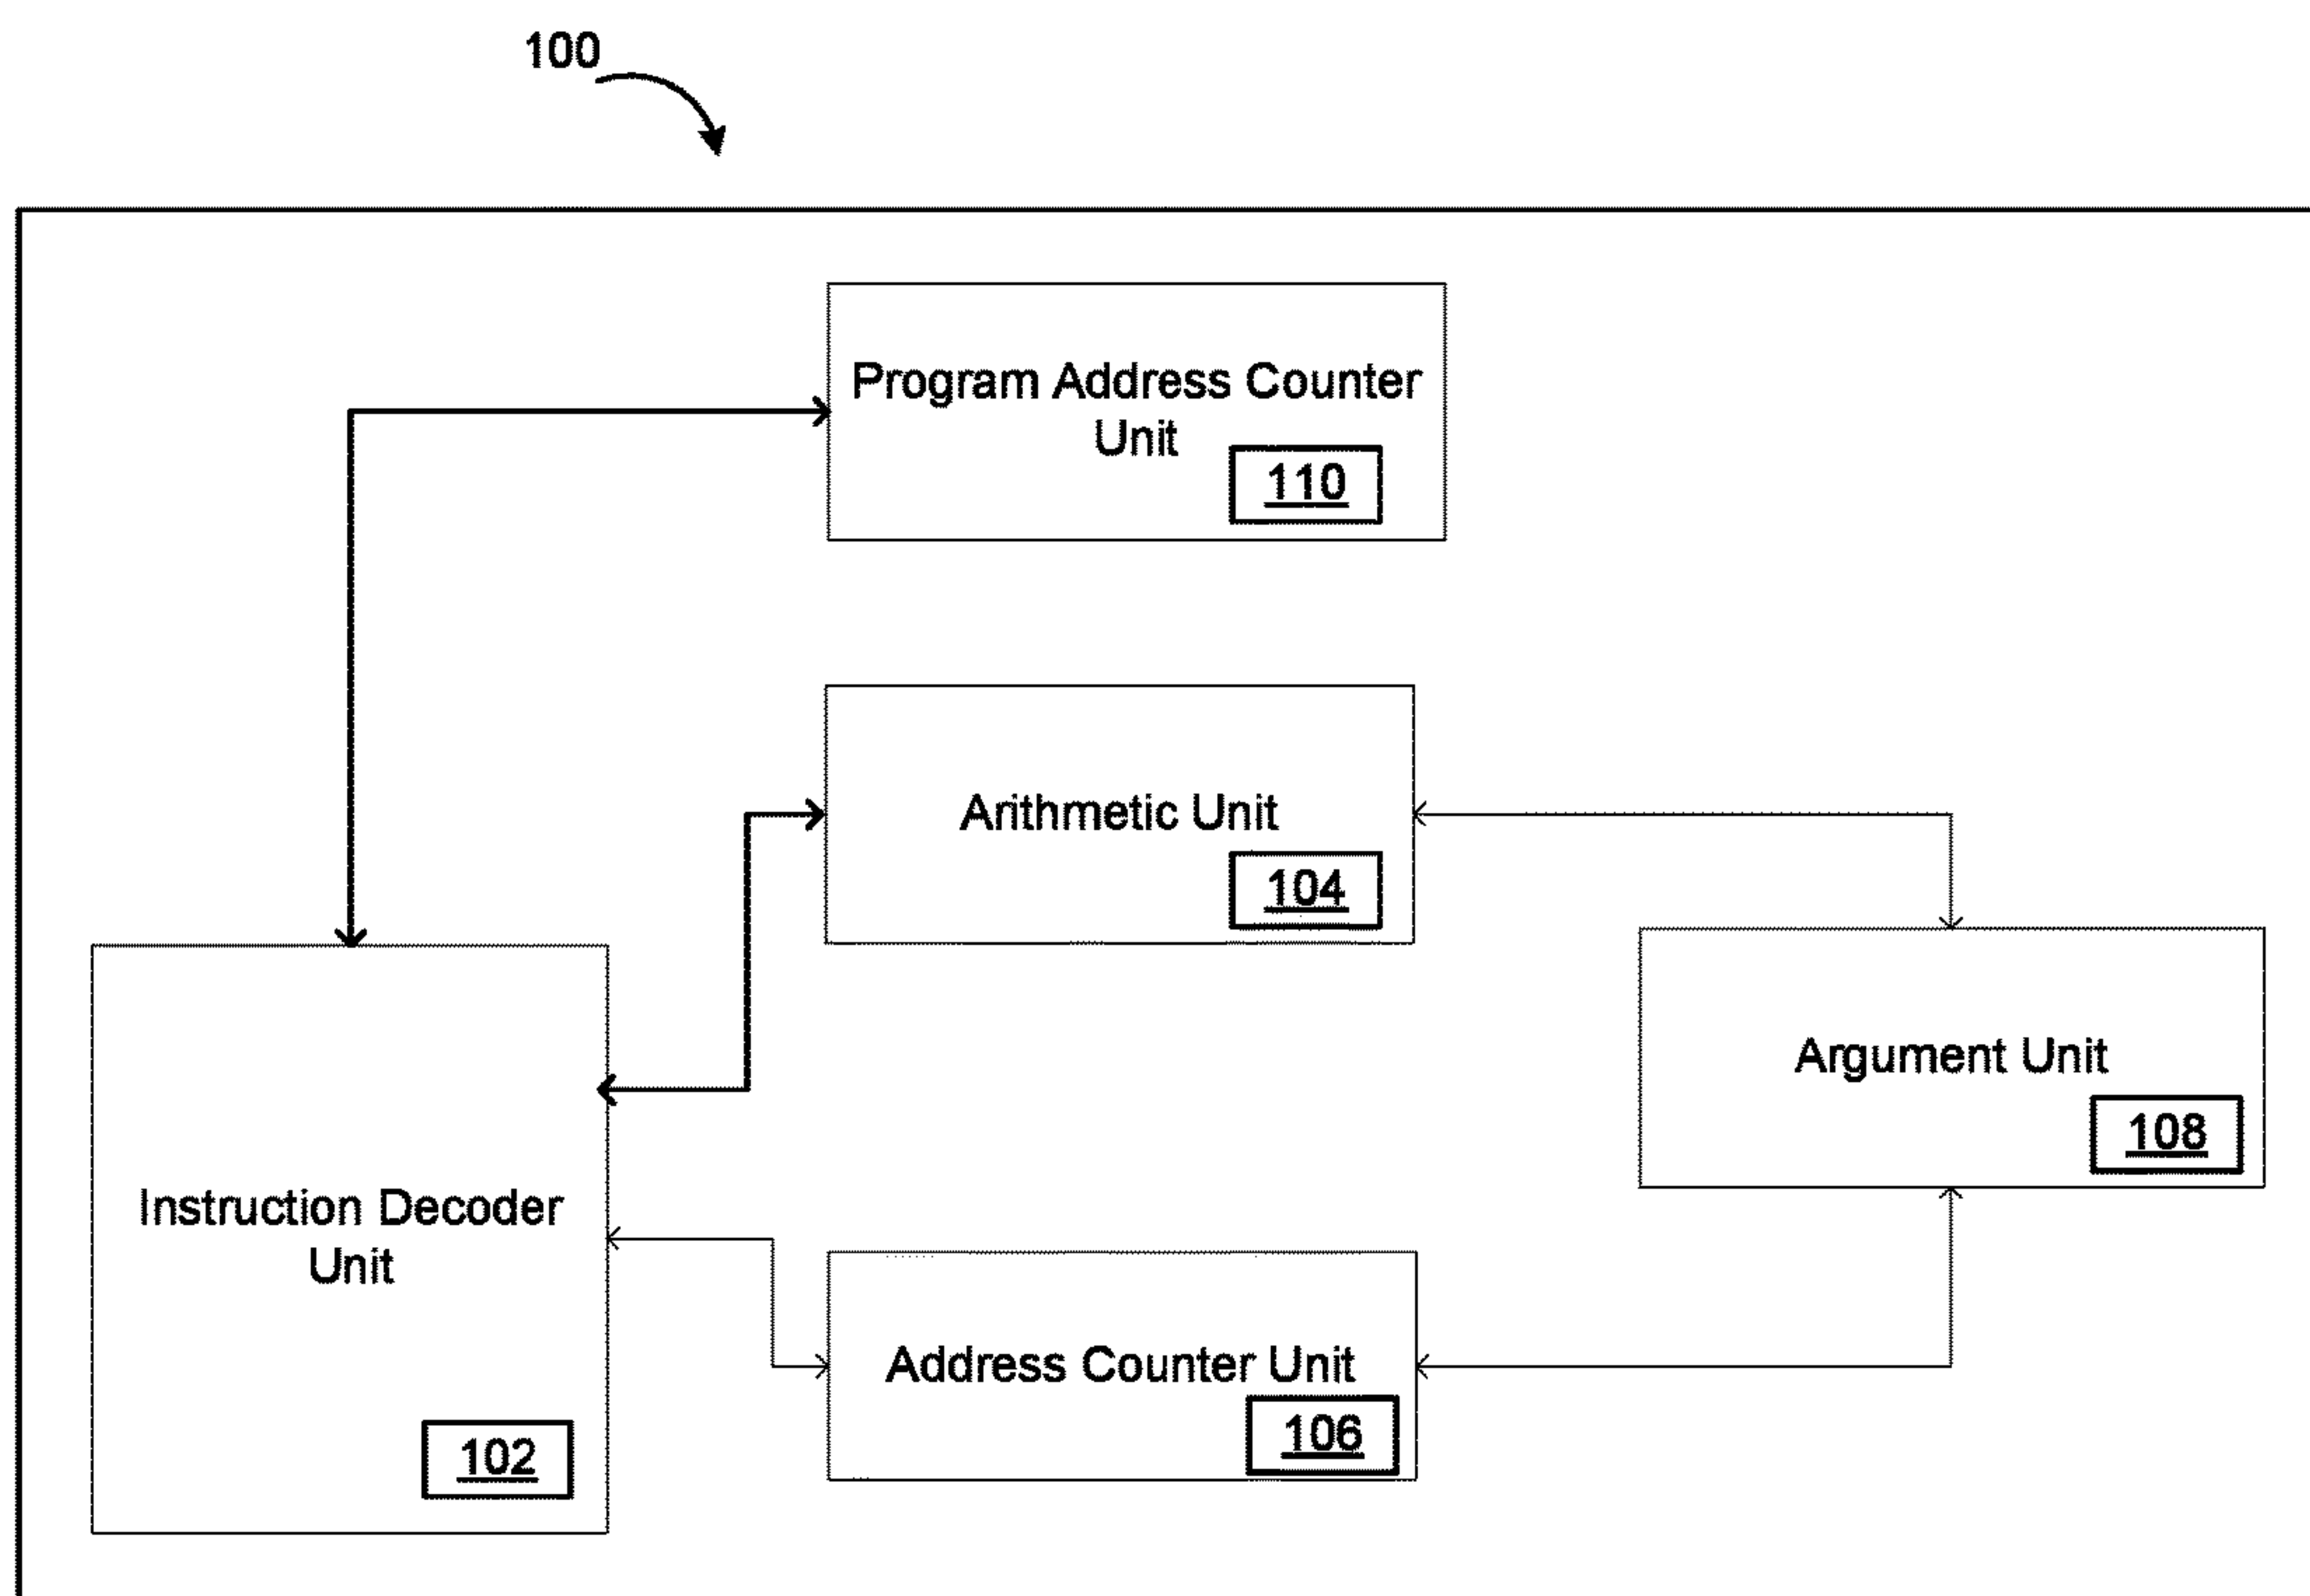 100
Program Address Counter
Unit
110
Arithmetic Unit
104
Argument Unit
108
Instruction Decoder
Unit
102
Address Counter Unit
106